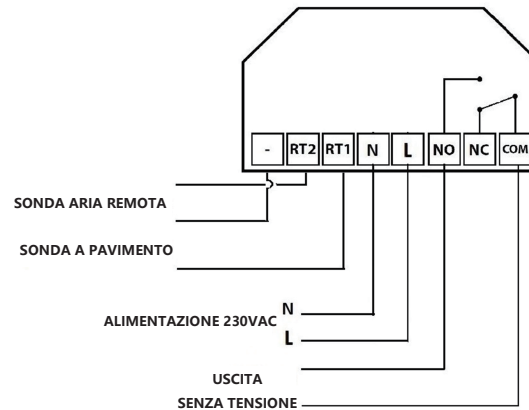 - RT2 RT1 N L NO NC COM
SONDA ARIA REMOTA
SONDA A PAVIMENTO
ALIMENTAZIONE 230VAC N
L
USCITA
SENZA TENSIONE